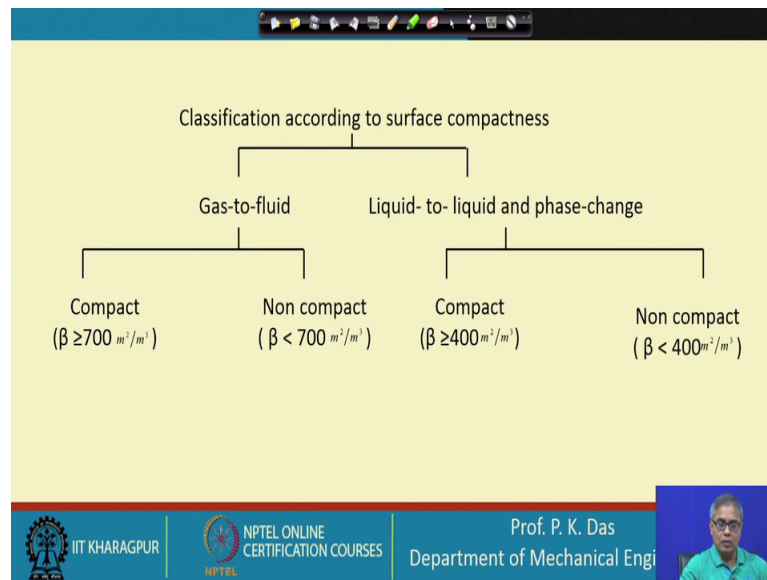 Classification according to surface compactness
Gas-to-fluid
Liquid- to- liquid and phase-change
Compact
(β ≥700 m²/m³)
Non compact
( β < 700 m²/m³)
Compact
(β ≥400 m²/m³)
Non compact
( β < 400 m²/m³)
IIT KHARAGPUR
NPTEL
NPTEL ONLINE
CERTIFICATION COURSES
Prof. P. K. Das
Department of Mechanical Engi